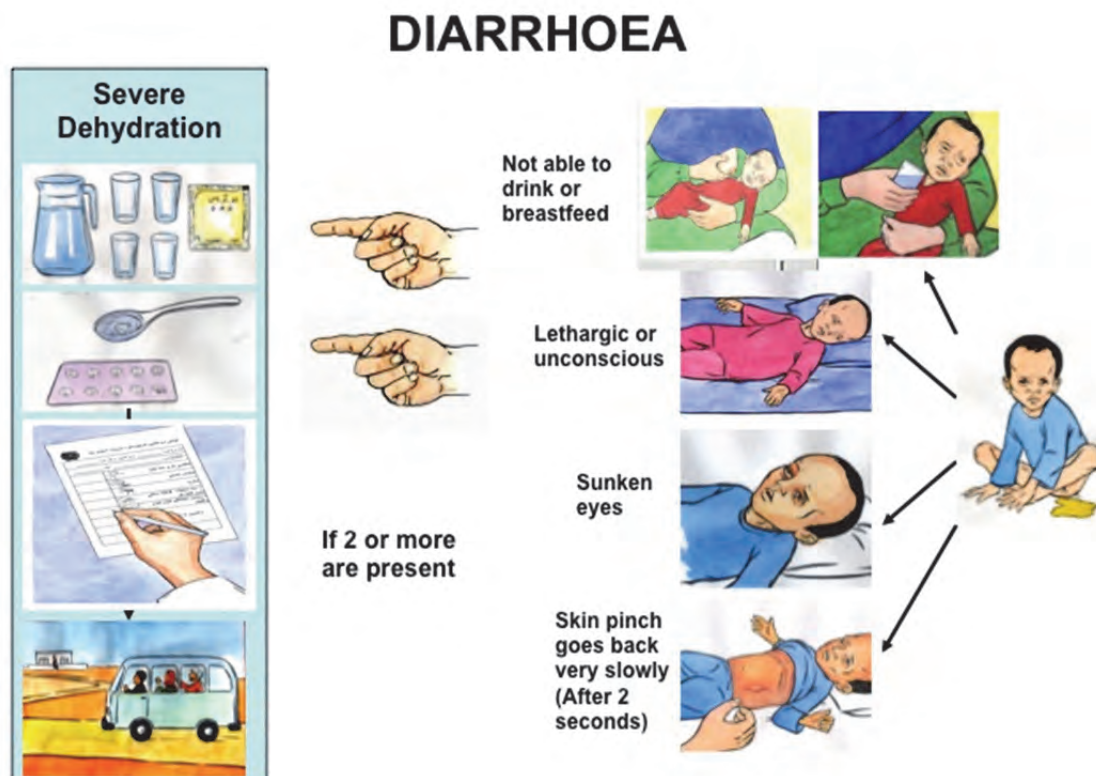 DIARRHOEA
Severe
Dehydration
Not able to
drink or
breastfeed
Lethargic or
unconscious
Sunken
eyes
If 2 or more
are present
Skin pinch
goes back
very slowly
(After 2
seconds)